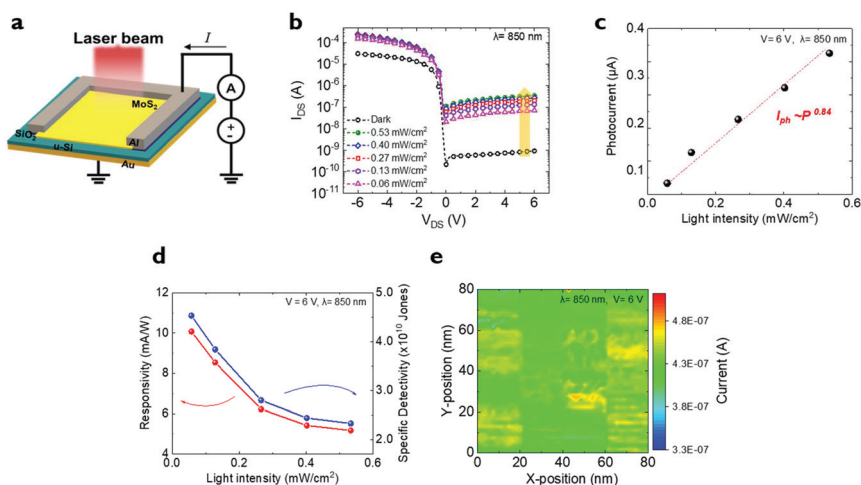 a
Laser beam
I
A
MoS2
SiO2
u-Si
Al
Au
b
IDS (A)
λ= 850 nm
10-4
10-5
10-6
10-7
10-8
10-9
10-10
10-11
Dark
0.53 mW/cm2
0.40 mW/cm2
0.27 mW/cm2
0.13 mW/cm2
0.06 mW/cm2
-6 -4 -2 0 2 4 6
VDS (V)
c
V= 6 V, λ= 850 nm
Photocurrent (µA)
0.4
0.3
0.2
0.1
Iph ~P 0.84
0.0 0.2 0.4 0.6
Light intensity (mW/cm2)
d
V = 6 V, λ= 850 nm
Responsivity (mA/W)
12
10
8
6
4
5.0
4.0
3.0
2.0
Specific Detectivity (x1010 Jones)
0.0 0.2 0.4 0.6
Light intensity (mW/cm2)
e
λ= 850 nm, V= 6 V
Y-position (nm)
80
60
40
20
0
0 20 40 60 80
X-position (nm)
4.8E-07
4.3E-07
3.8E-07
3.3E-07
Current (A)